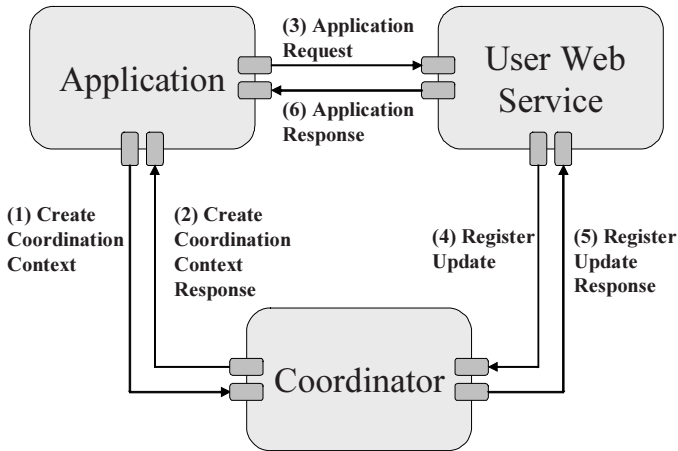 (3) Application
Request
Application
User Web
Service
(6) Application
Response
(1) Create
Coordination
Context
(2) Create
Coordination
Context
Response
(4) Register
Update
(5) Register
Update
Response
Coordinator